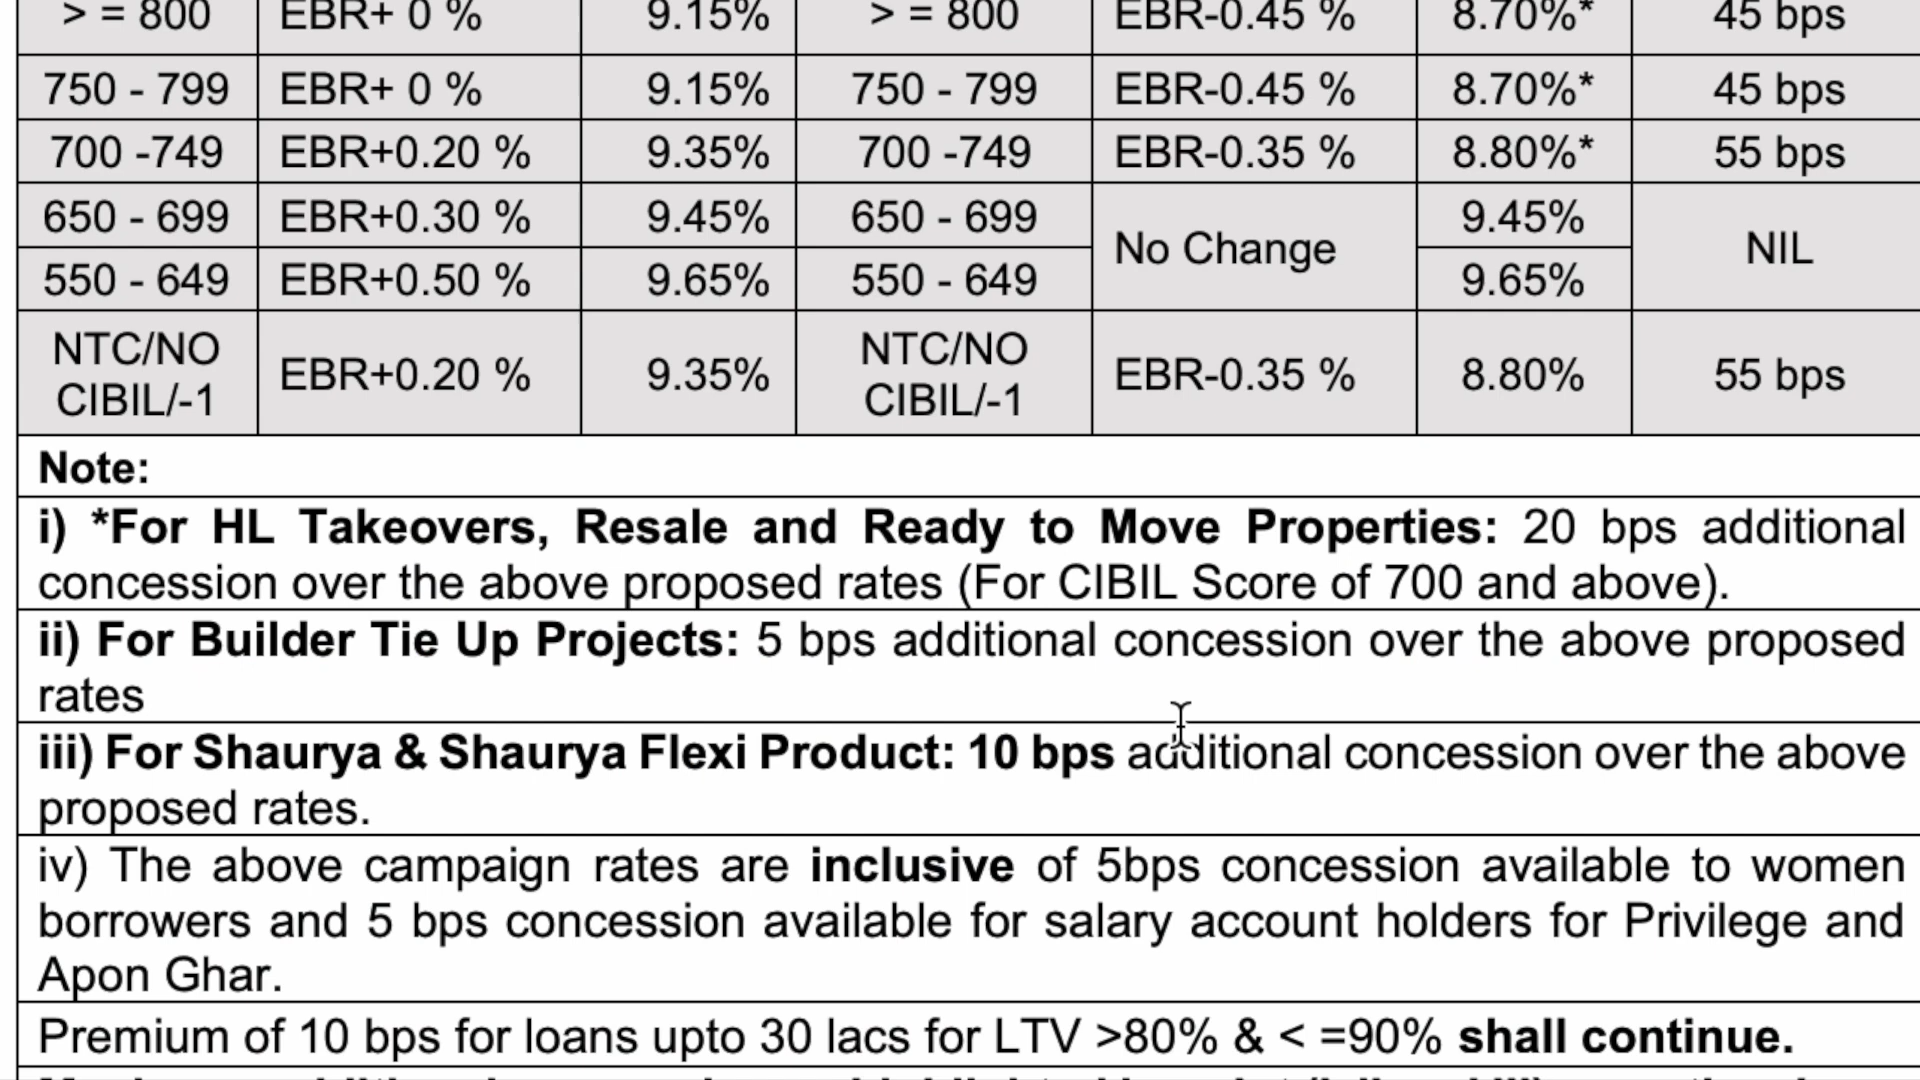 > = 800 EBR+ 0 % 9.15% > = 800 EBR-0.45 % 8.70%* 45 bps
750 - 799 EBR+ 0 % 9.15% 750 - 799 EBR-0.45 % 8.70%* 45 bps
700 -749 EBR+0.20 % 9.35% 700 -749 EBR-0.35 % 8.80%* 55 bps
650 - 699 EBR+0.30 % 9.45% 650 - 699 No Change 9.45% NIL
550 - 649 EBR+0.50 % 9.65% 550 - 649 9.65%
NTC/NO CIBIL/-1 EBR+0.20 % 9.35% NTC/NO CIBIL/-1 EBR-0.35 % 8.80% 55 bps
Note:
i) *For HL Takeovers, Resale and Ready to Move Properties: 20 bps additional
concession over the above proposed rates (For CIBIL Score of 700 and above).
ii) For Builder Tie Up Projects: 5 bps additional concession over the above proposed
rates
iii) For Shaurya & Shaurya Flexi Product: 10 bps additional concession over the above
proposed rates.
iv) The above campaign rates are inclusive of 5bps concession available to women
borrowers and 5 bps concession available for salary account holders for Privilege and
Apon Ghar.
Premium of 10 bps for loans upto 30 lacs for LTV >80% & < =90% shall continue.